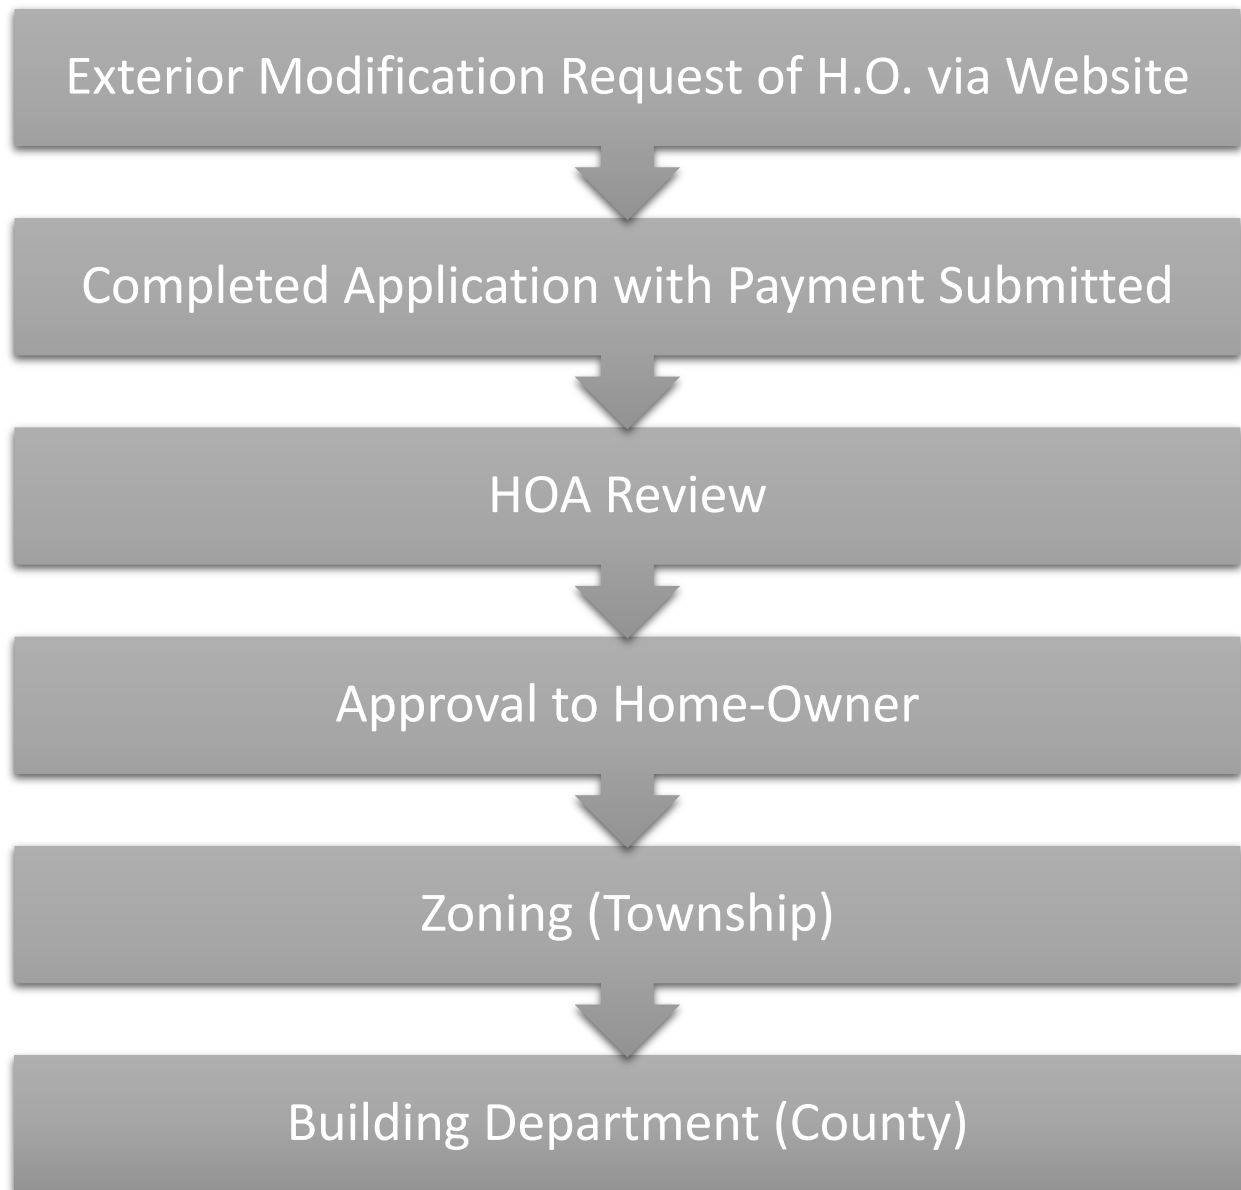 Exterior Modification Request of H.O. via Website
Completed Application with Payment Submitted
HOA Review
Approval to Home-Owner
Zoning (Township)
Building Department (County)